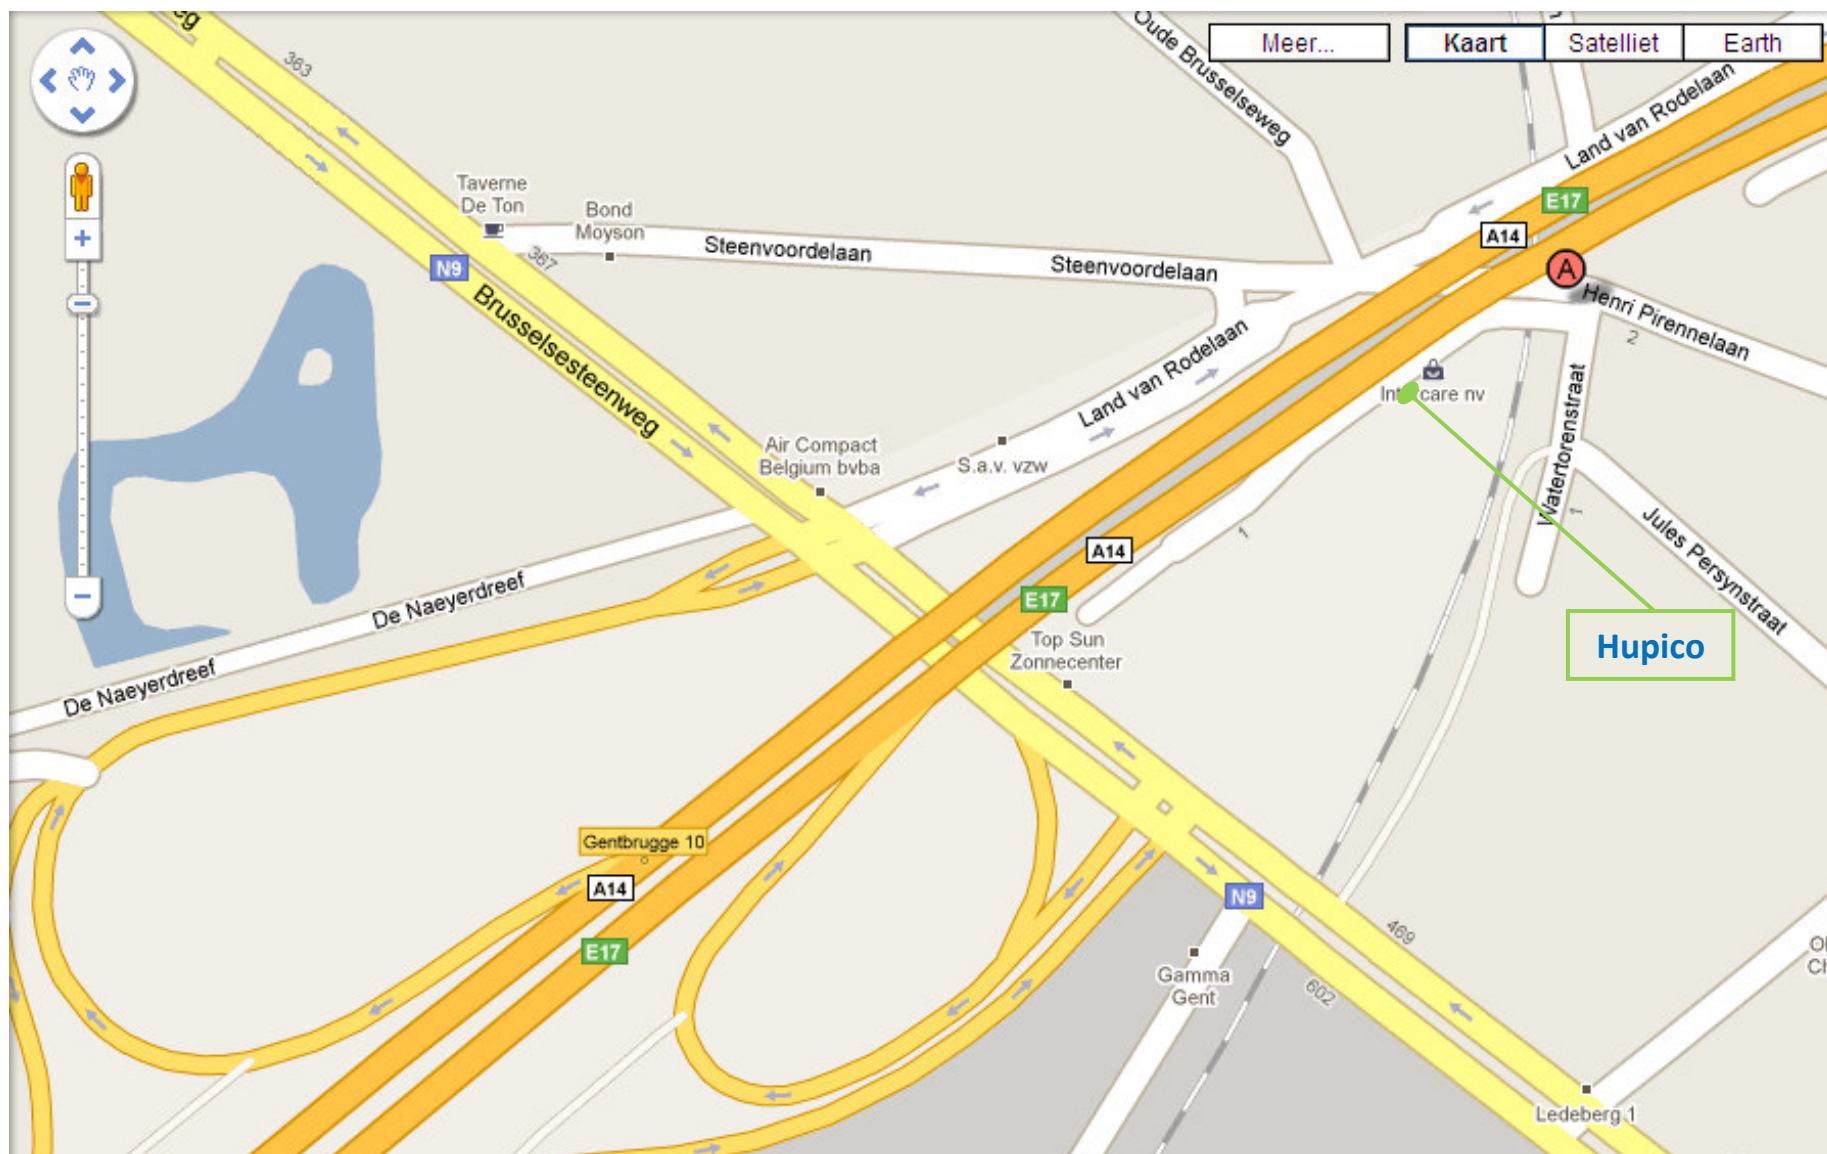 Oude Brusselseweg
Meer...
Kaart
Satelliet
Earth
363
Land van Rodelaan
Taverne
De Ton
Bond
Moyson
E17
A14
Steenvoordelaan
Steenvoordelaan
367
N9
A
Henri Pirennelaan
2
Brusselsesteenweg
Land van Rodelaan
Intercare nv
Watertorenstraat
1
Air Compact
Belgium bvba
S.a.v. vzw
1
A14
Jules Persynstraat
De Naeyerdreef
E17
Top Sun
Zonnecenter
Hupico
De Naeyerdreef
Gentbrugge 10
A14
N9
E17
469
Gamma
Gent
602
Ledeberg 1